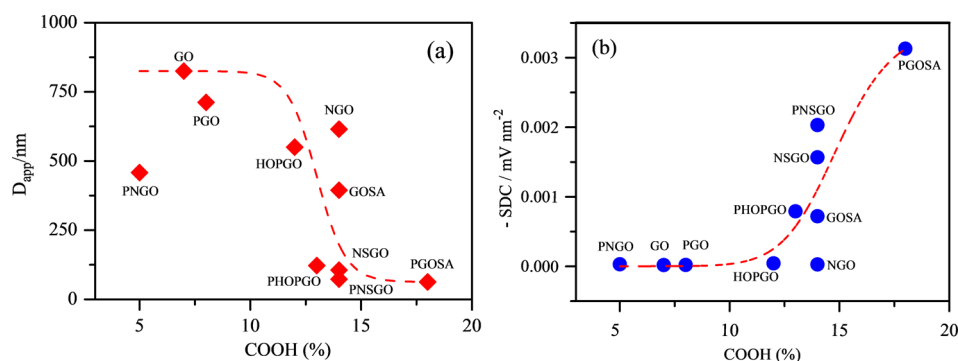 (a)
1000
750
500
250
0
D_app/nm
GO
PGO
NGO
HOPGO
PNGO
GOSA
NSGO
PHOPGO
PNSGO
PGOSA
5
10
15
20
COOH (%)
(b)
0.003
0.002
0.001
0.000
- SDC / mV nm⁻²
PGOSA
PNSGO
NSGO
PHOPGO
GOSA
PNGO
GO
PGO
HOPGO
NGO
5
10
15
20
COOH (%)